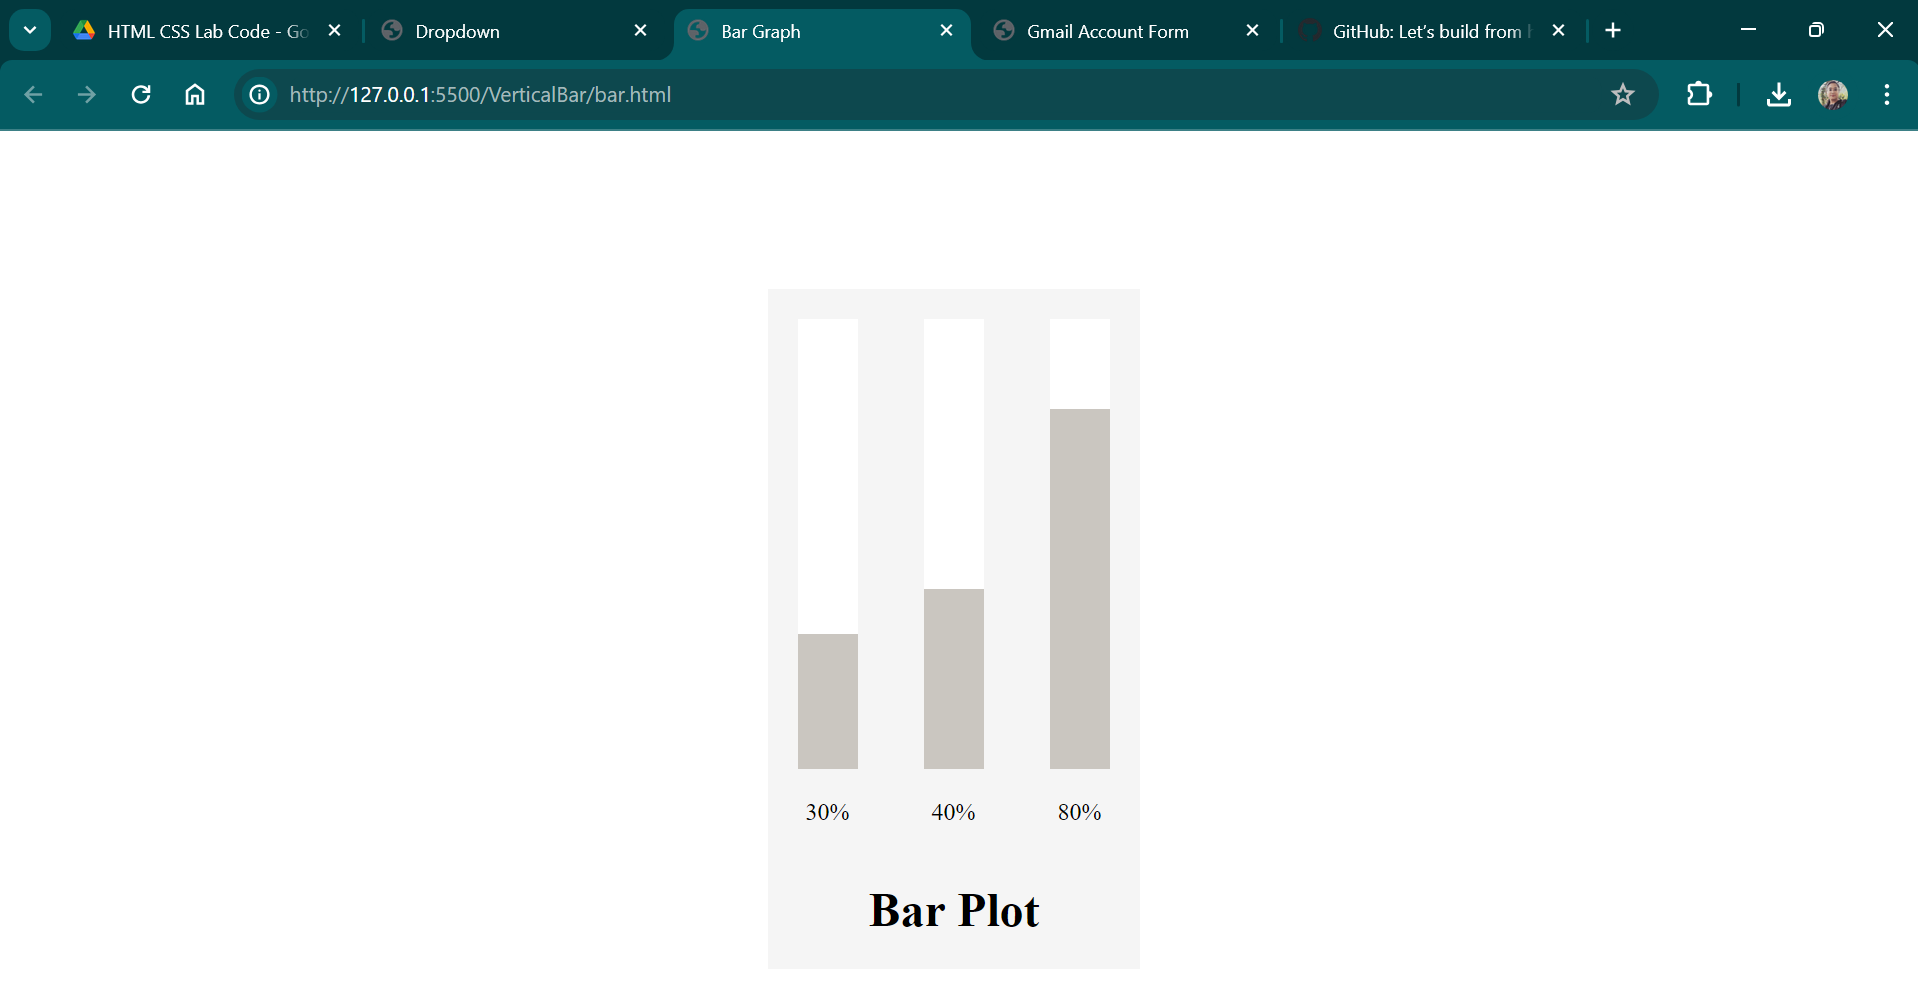 HTML CSS Lab Code - Go
Dropdown
Bar Graph
Gmail Account Form
GitHub: Let’s build from h
http://127.0.0.1:5500/VerticalBar/bar.html
30% 40% 80%
Bar Plot